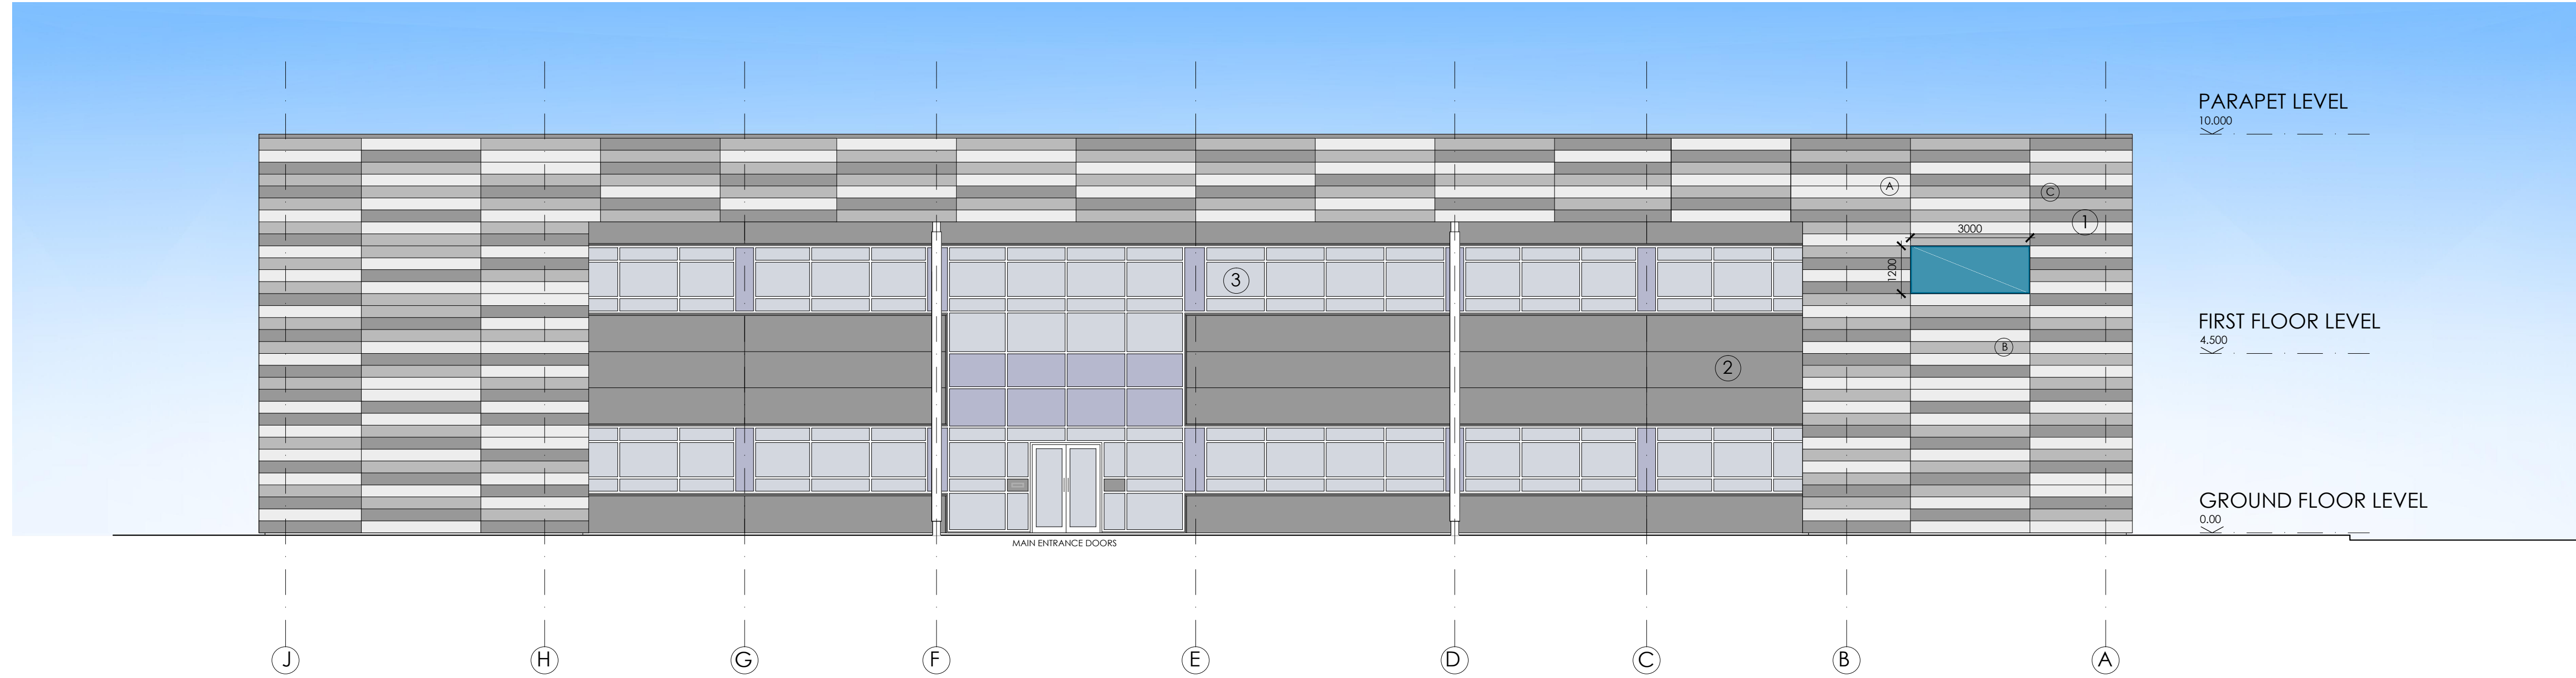 PARAPET LEVEL
10.000
A
C
1
3000
1200
3
FIRST FLOOR LEVEL
4.500
B
2
GROUND FLOOR LEVEL
0.00
MAIN ENTRANCE DOORS
J
H
G
F
E
D
C
B
A